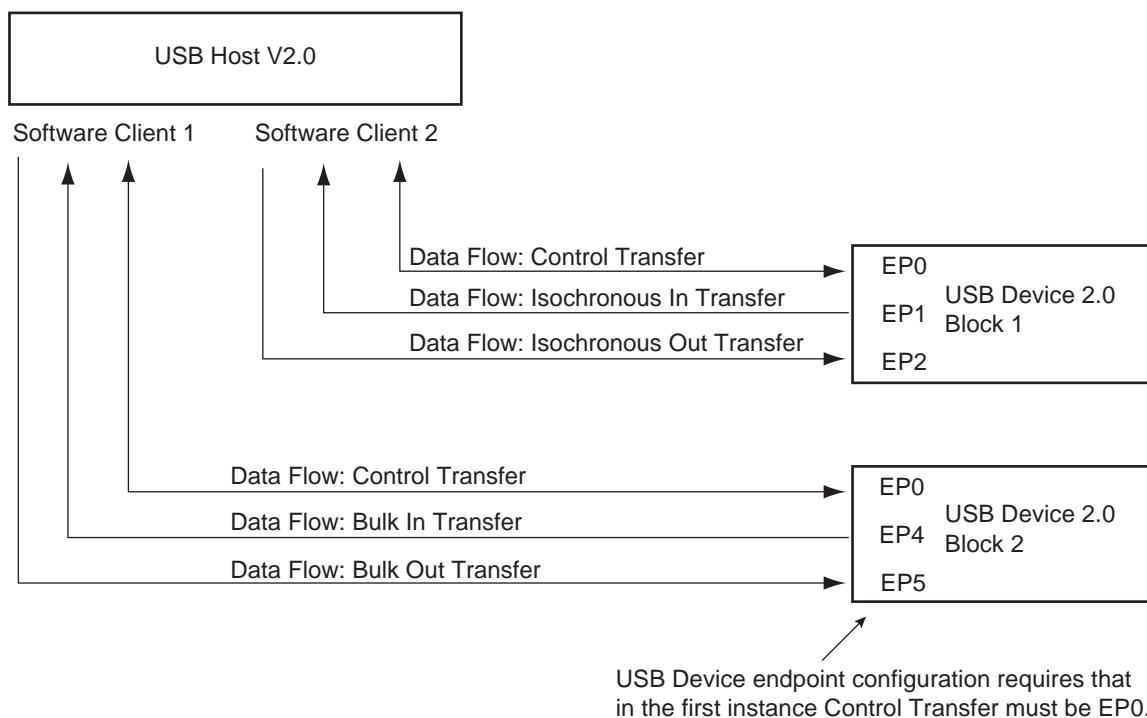 USB Host V2.0
Software Client 1
Software Client 2
Data Flow: Control Transfer
Data Flow: Isochronous In Transfer
Data Flow: Isochronous Out Transfer
EP0
EP1
EP2
USB Device 2.0
Block 1
Data Flow: Control Transfer
Data Flow: Bulk In Transfer
Data Flow: Bulk Out Transfer
EP0
EP4
EP5
USB Device 2.0
Block 2
USB Device endpoint configuration requires that
in the first instance Control Transfer must be EP0.